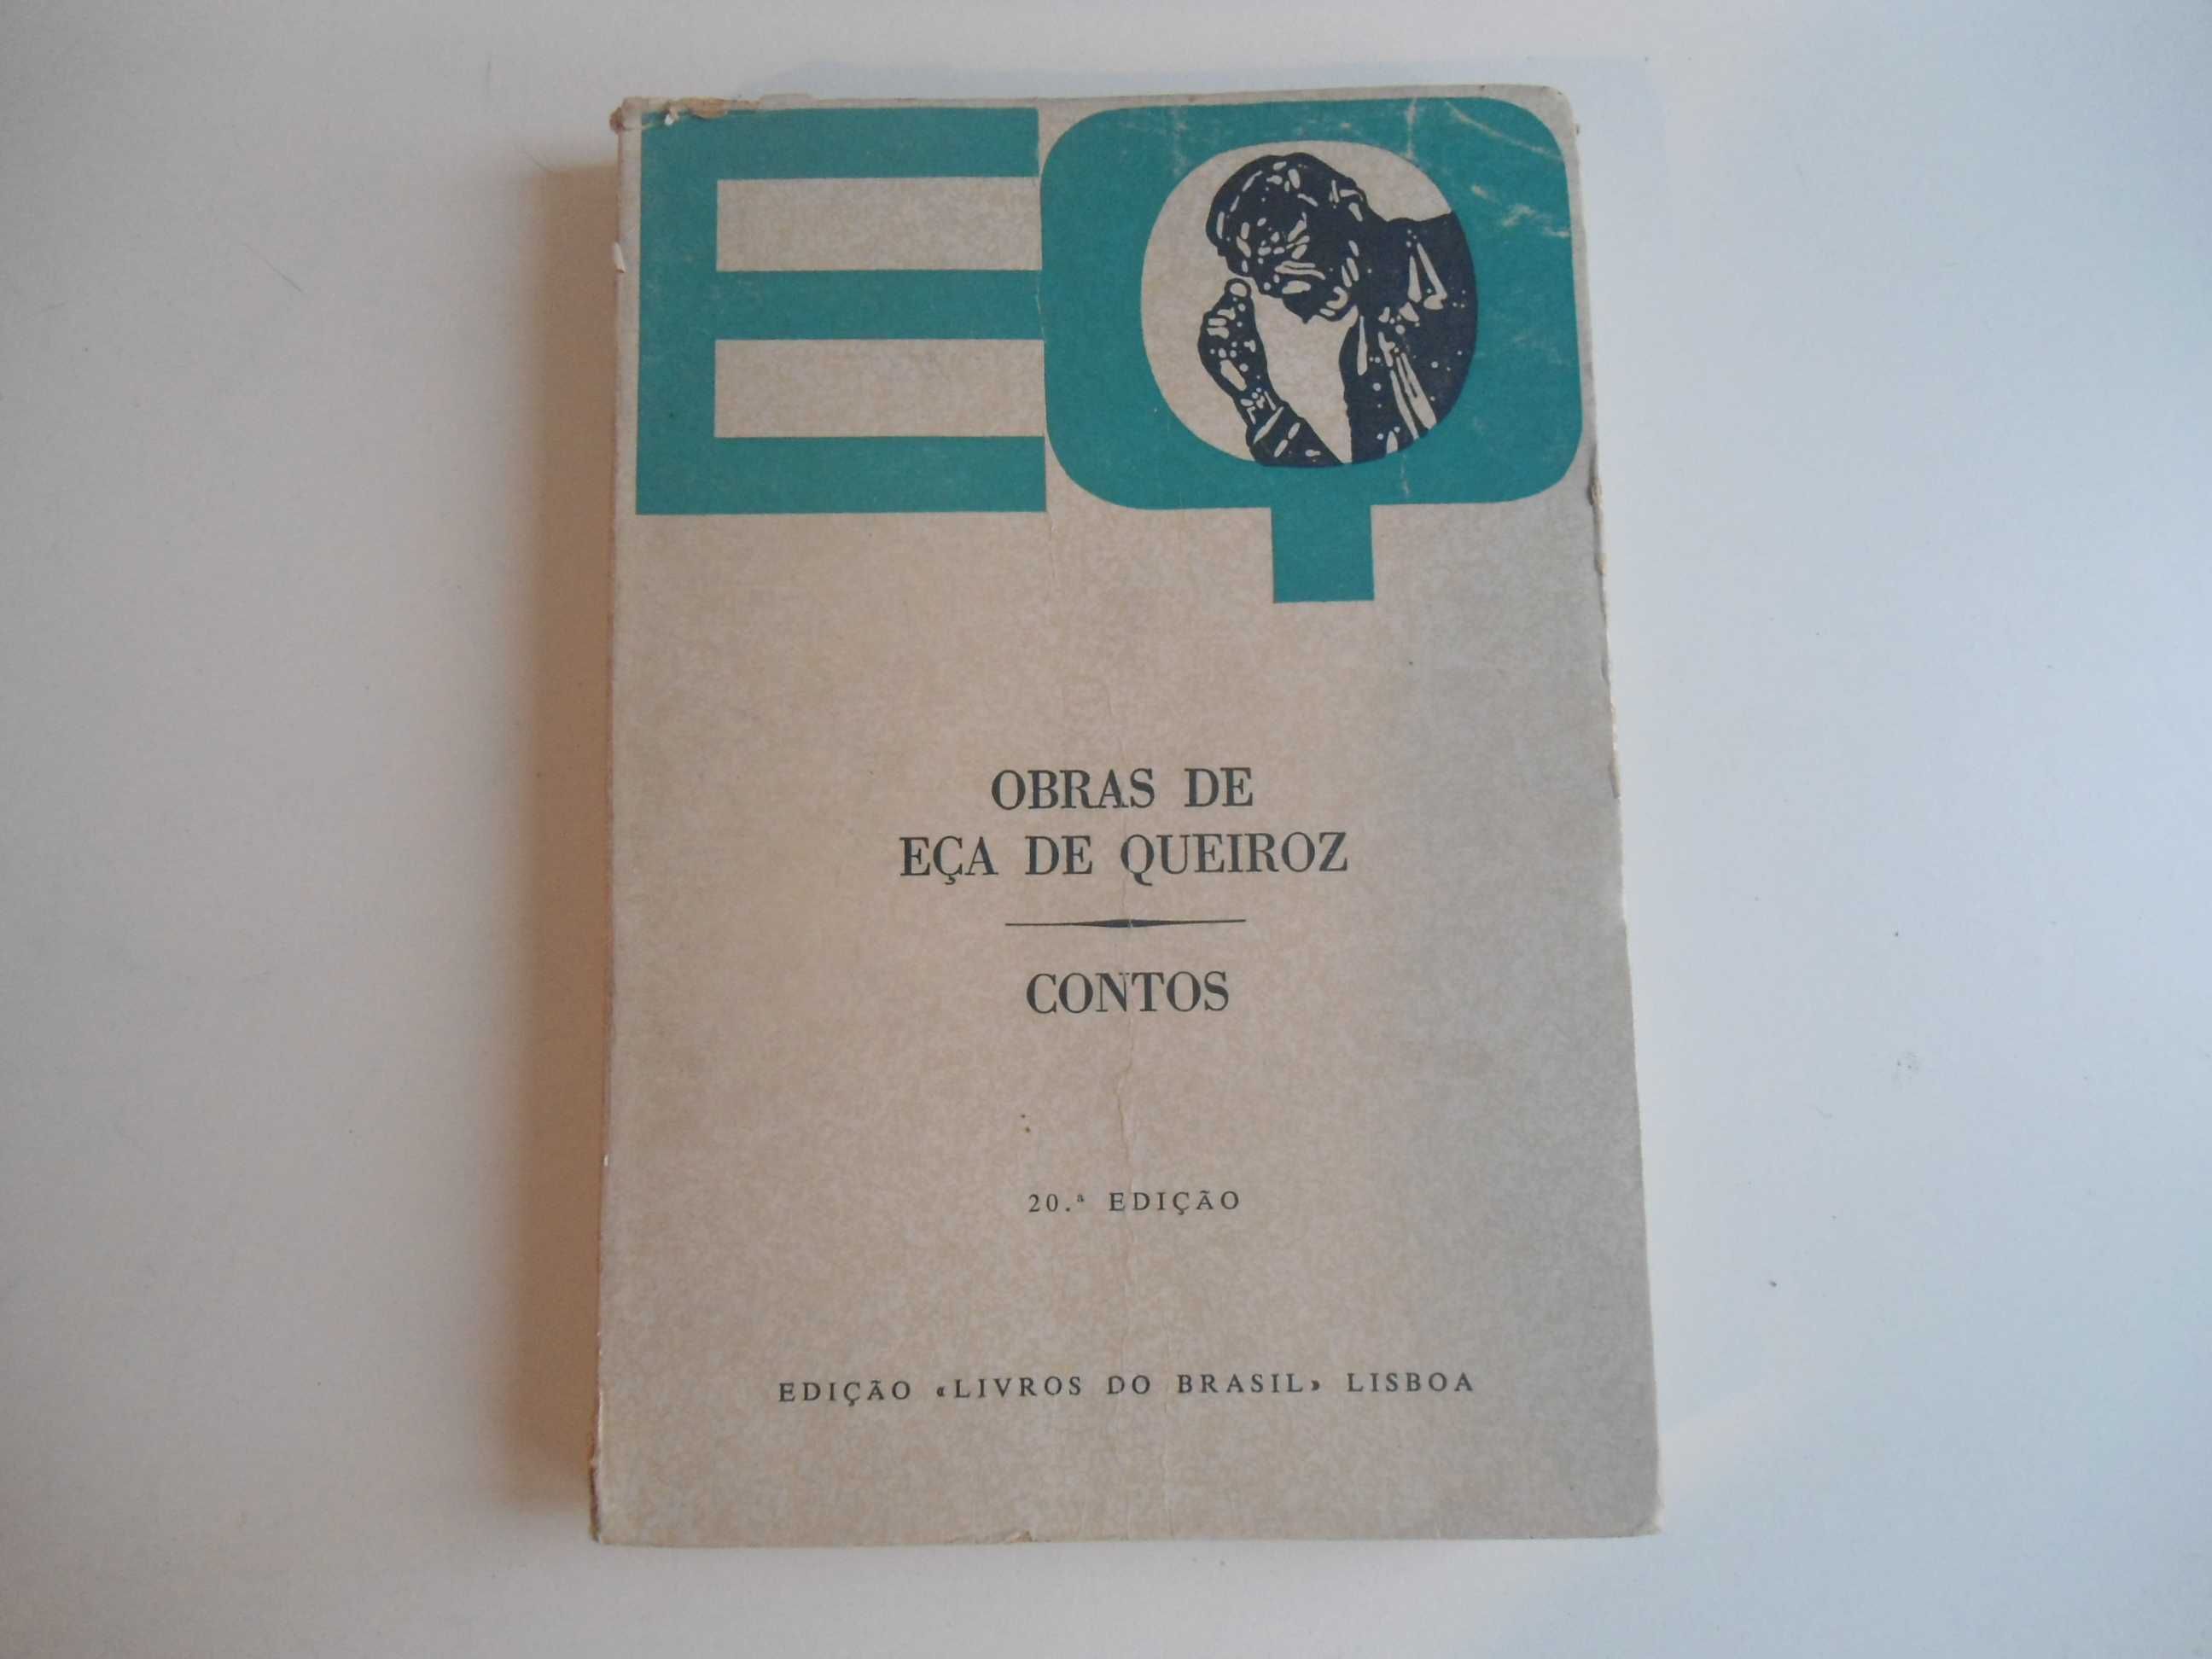 EQ
OBRAS DE
EÇA DE QUEIROZ
CONTOS
20.ª EDIÇÃO
EDIÇÃO «LIVROS DO BRASIL» LISBOA